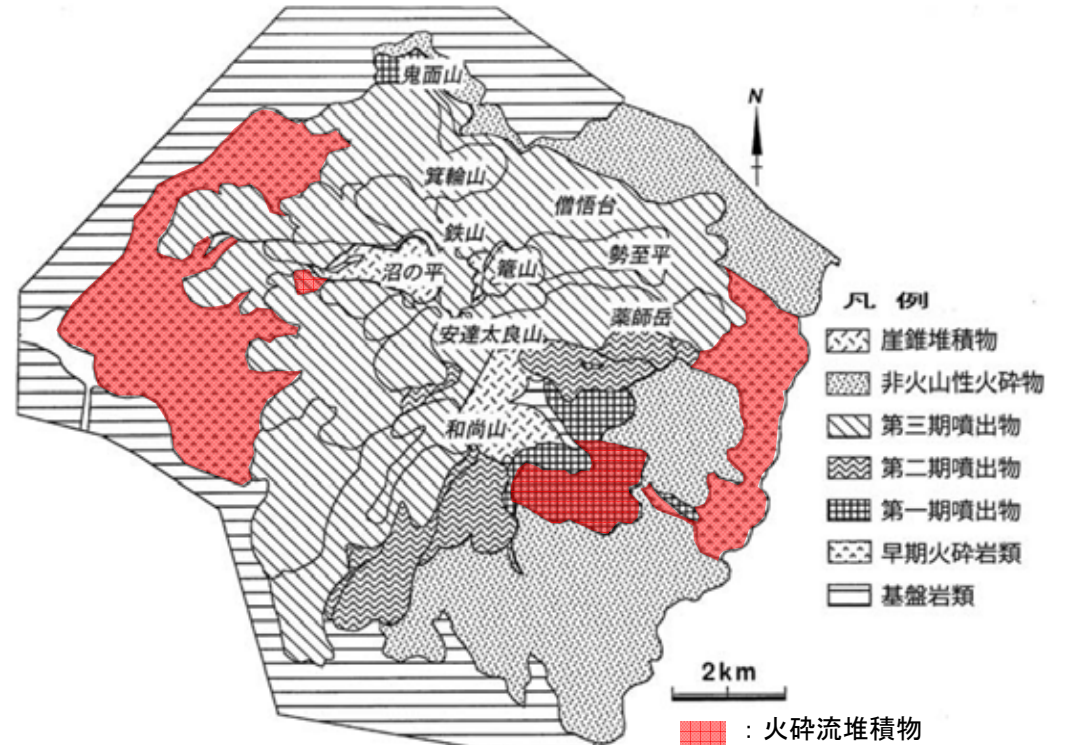 鬼面山
N
箕輪山
僧悟台
鉄山
勢至平
沼の平
篭山
薬師岳
安達太良山
和尚山
凡 例
崖錐堆積物
非火山性火砕物
第三期噴出物
第二期噴出物
第一期噴出物
早期火砕岩類
基盤岩類
2km
：火砕流堆積物